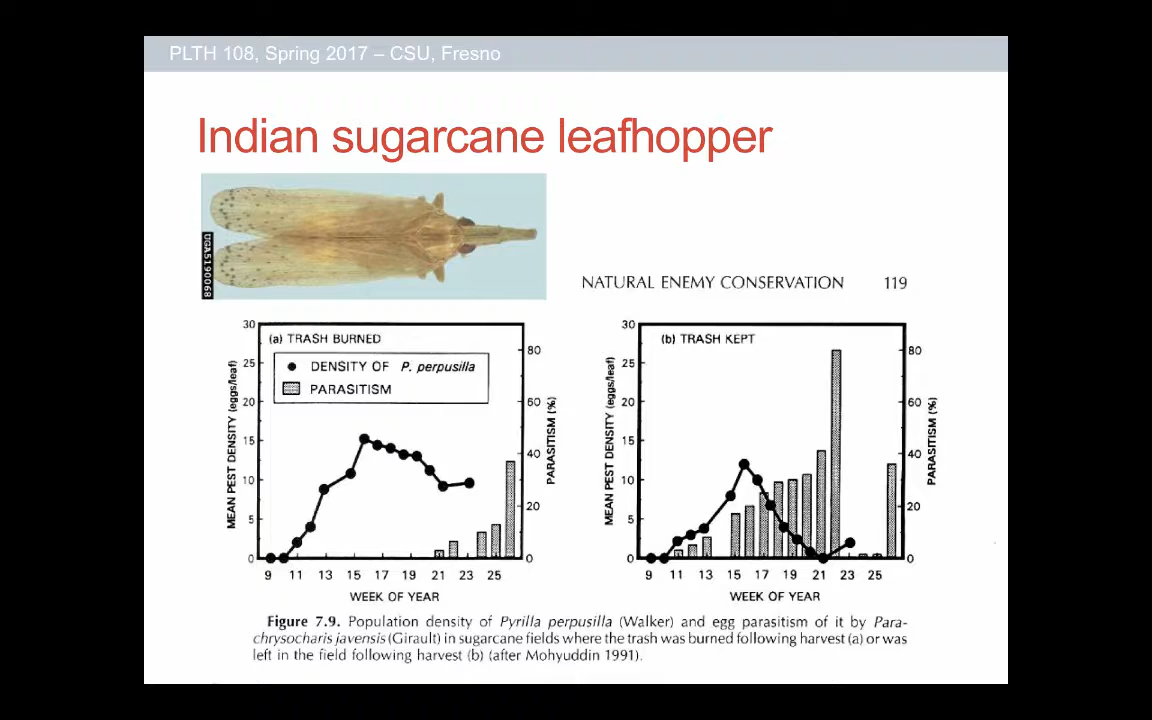 PLTH 108, Spring 2017 – CSU, Fresno
Indian sugarcane leafhopper
UGA5190068
NATURAL ENEMY CONSERVATION 119
(a) TRASH BURNED
DENSITY OF P. perpusilla
PARASITISM
MEAN PEST DENSITY (eggs/leaf)
30
25
20
15
10
5
0
80
60
40
20
0
PARASITISM (%)
9 11 13 15 17 19 21 23 25
WEEK OF YEAR
(b) TRASH KEPT
MEAN PEST DENSITY (eggs/leaf)
30
25
20
15
10
5
0
80
60
40
20
0
PARASITISM (%)
9 11 13 15 17 19 21 23 25
WEEK OF YEAR
Figure 7.9. Population density of Pyrilla perpusilla (Walker) and egg parasitism of it by Para-
chrysocharis javensis (Girault) in sugarcane fields where the trash was burned following harvest (a) or was
left in the field following harvest (b) (after Mohyuddin 1991).